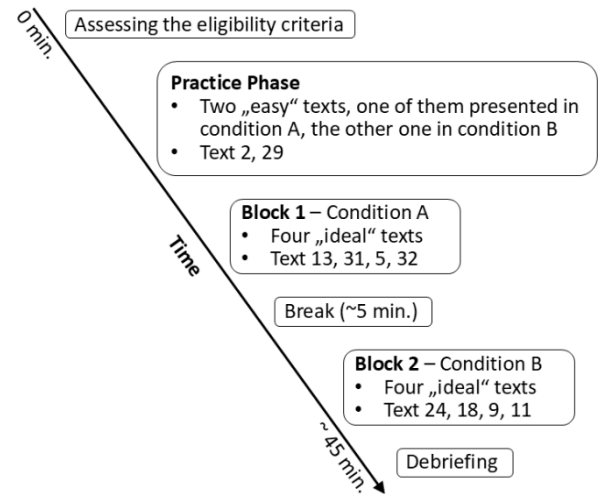 0 min.
Assessing the eligibility criteria
Practice Phase
• Two „easy“ texts, one of them presented in
condition A, the other one in condition B
• Text 2, 29
Block 1 – Condition A
• Four „ideal“ texts
• Text 13, 31, 5, 32
Time
Break (~5 min.)
Block 2 – Condition B
• Four „ideal“ texts
• Text 24, 18, 9, 11
~ 45 min.
Debriefing